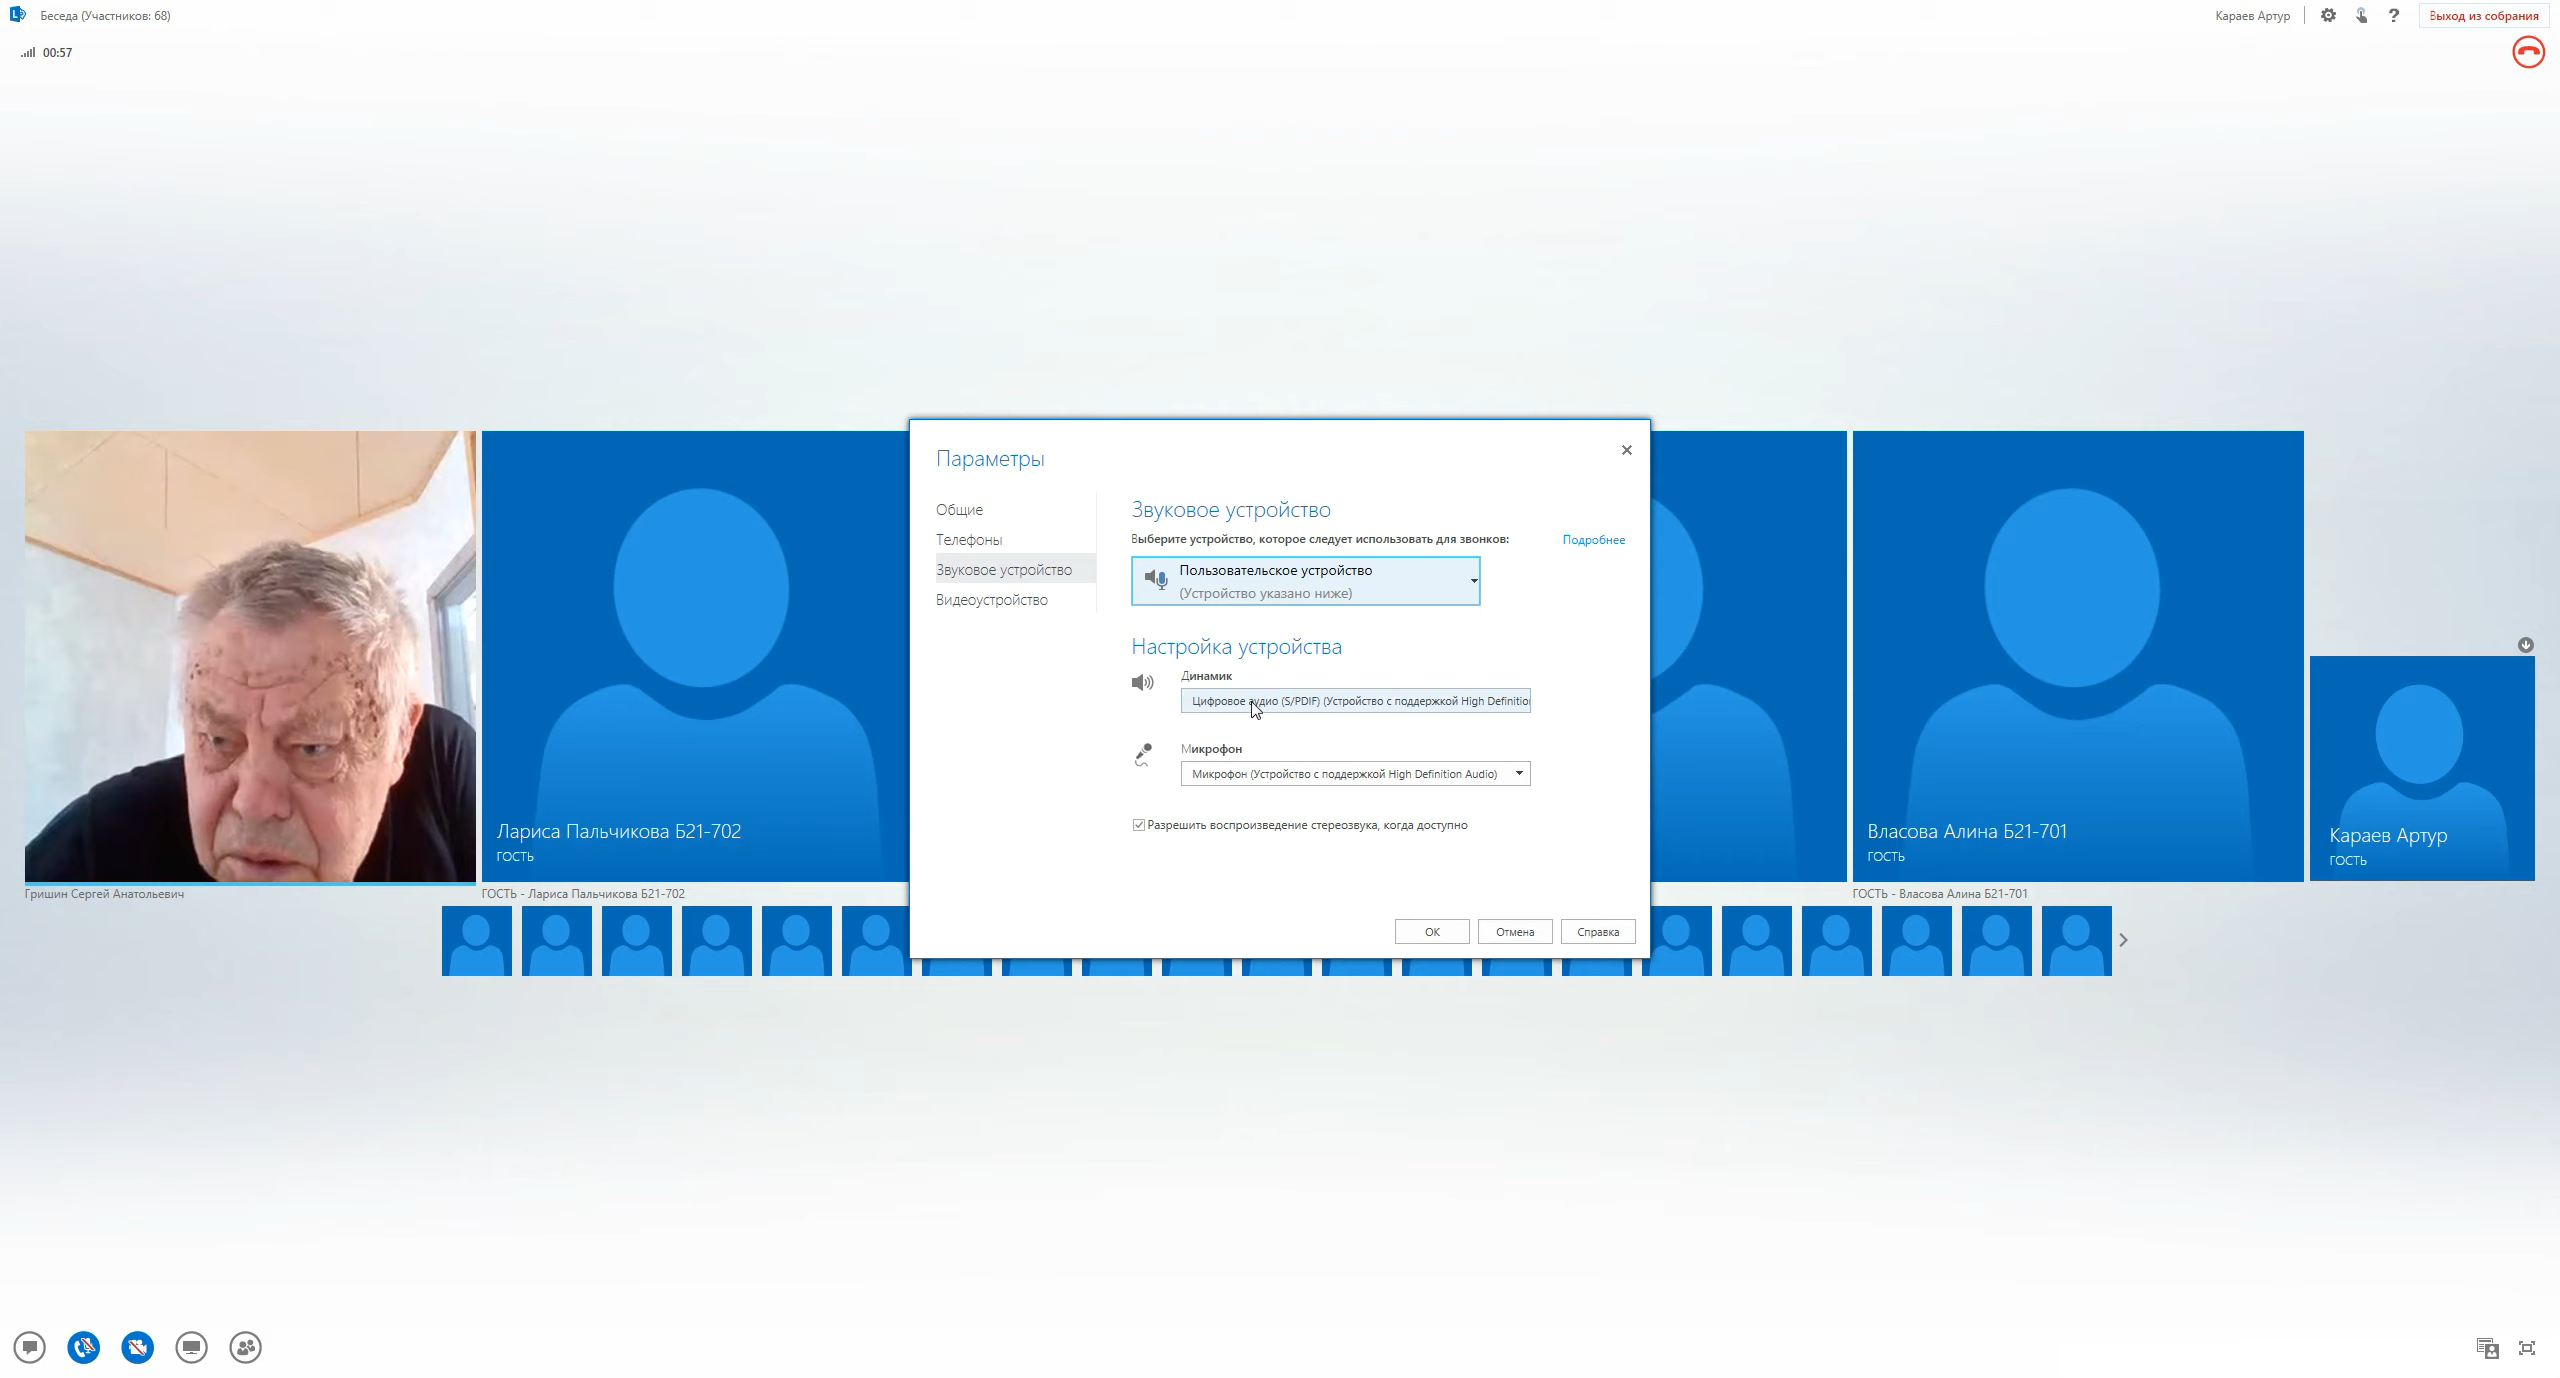 Беседа (Участников: 68)
Караев Артур
?
Выход из собрания
00:57
Параметры
Общие
Телефоны
Звуковое устройство
Видеоустройство
Звуковое устройство
Выберите устройство, которое следует использовать для звонков:
Подробнее
Пользовательское устройство
(Устройство указано ниже)
Настройка устройства
Динамик
Цифровое аудио (S/PDIF) (Устройство с поддержкой High Definition
Микрофон
Микрофон (Устройство с поддержкой High Definition Audio)
Разрешить воспроизведение стереозвука, когда доступно
ОК
Отмена
Справка
Лариса Пальчикова Б21-702
ГОСТЬ
Власова Алина Б21-701
ГОСТЬ
Караев Артур
ГОСТЬ
Гришин Сергей Анатольевич
ГОСТЬ - Лариса Пальчикова Б21-702
ГОСТЬ - Власова Алина Б21-701